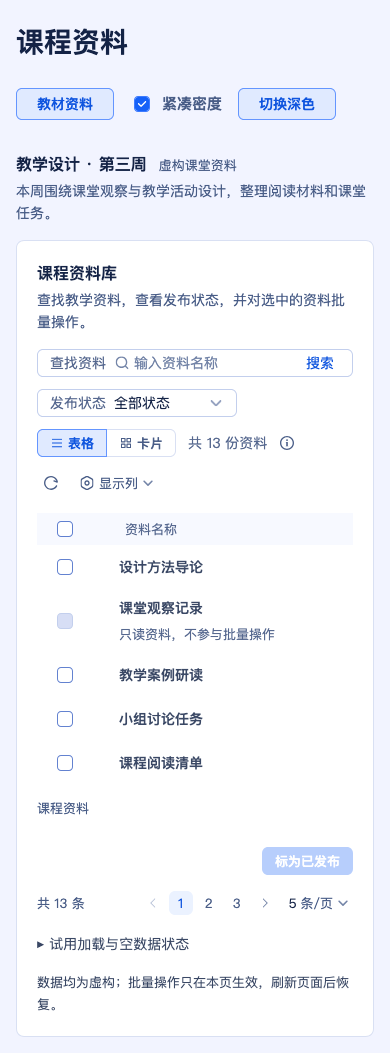 课程资料
教材资料 紧凑密度 切换深色
教学设计 · 第三周 虚构课堂资料
本周围绕课堂观察与教学活动设计，整理阅读材料和课堂
任务。
课程资料库
查找教学资料，查看发布状态，并对选中的资料批
量操作。
查找资料 输入资料名称 搜索
发布状态 全部状态
表格 卡片 共 13 份资料
显示列
资料名称
设计方法导论
课堂观察记录
只读资料，不参与批量操作
教学案例研读
小组讨论任务
课程阅读清单
课程资料
标为已发布
共 13 条 1 2 3 5 条/页
试用加载与空数据状态
数据均为虚构；批量操作只在本页生效，刷新页面后恢
复。